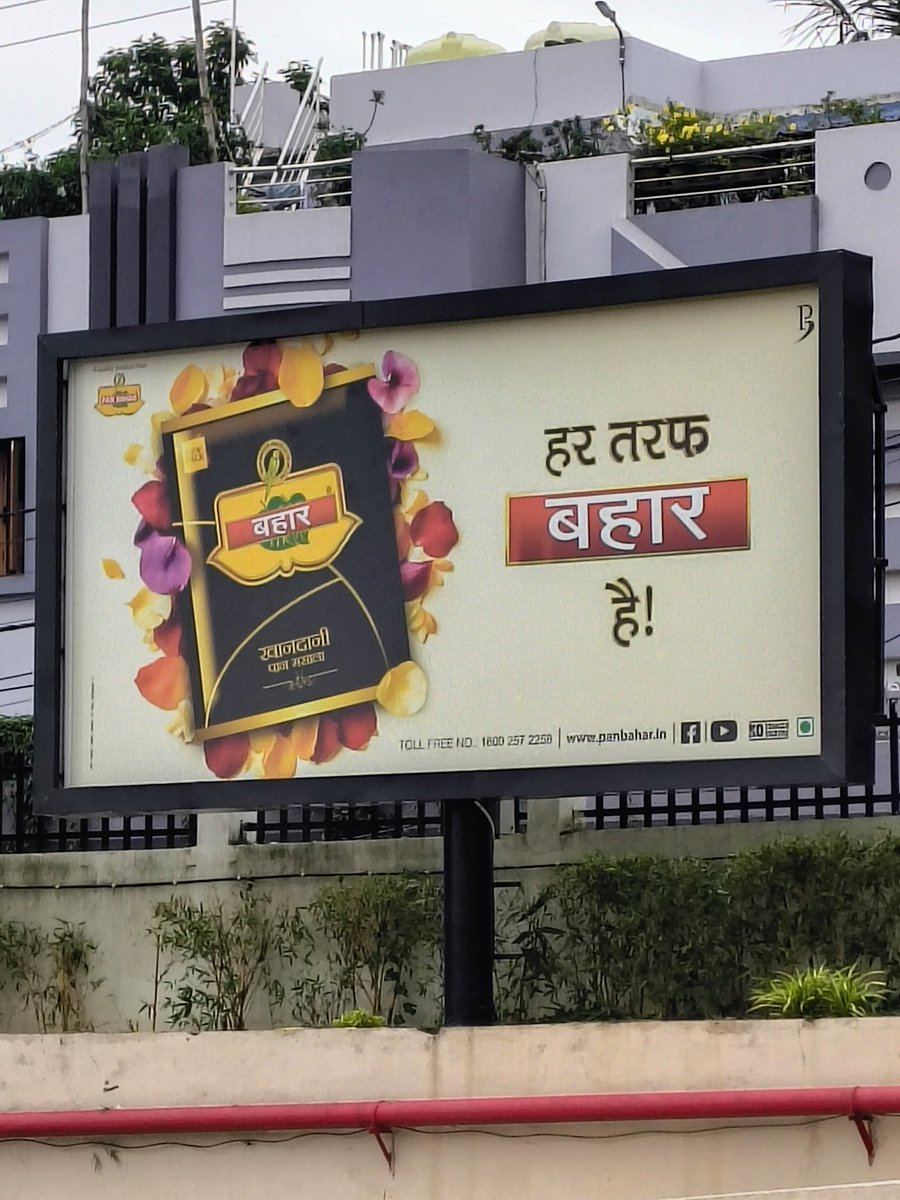 PAN BAHAR
बहार
खानदानी
पान मसाला
हर तरफ
बहार
है!
TOLL FREE NO. 1800 257 2258
www.panbahar.in